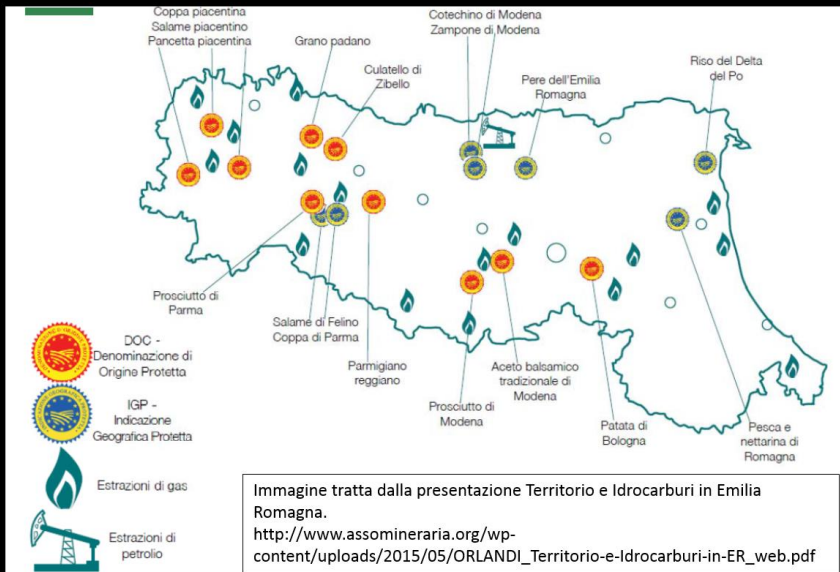 Coppa piacentina
Salame piacentino
Pancetta piacentina
Grano padano
Culatello di
Zibello
Cotechino di Modena
Zampone di Modena
Pere dell'Emilia
Romagna
Riso del Delta
del Po
Prosciutto di
Parma
Salame di Felino
Coppa di Parma
Parmigiano
reggiano
Prosciutto di
Modena
Aceto balsamico
tradizionale di
Modena
Patata di
Bologna
Pesca e
nettarina di
Romagna
DOC -
Denominazione di
Origine Protetta
IGP -
Indicazione
Geografica Protetta
Estrazioni di gas
Estrazioni di
petrolio
Immagine tratta dalla presentazione Territorio e Idrocarburi in Emilia
Romagna.
http://www.assomineraria.org/wp-
content/uploads/2015/05/ORLANDI_Territorio-e-Idrocarburi-in-ER_web.pdf